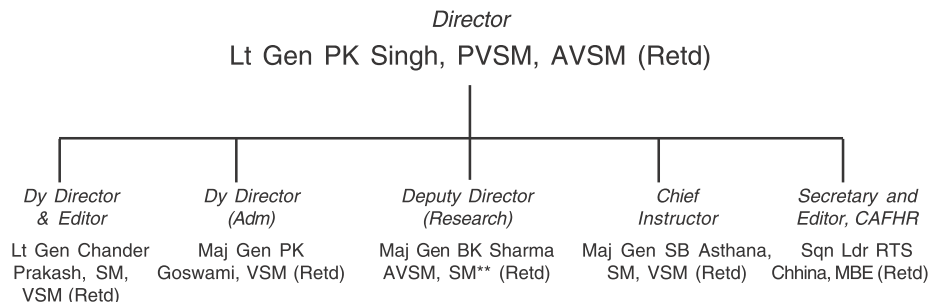 Director
Lt Gen PK Singh, PVSM, AVSM (Retd)
Dy Director
& Editor
Lt Gen Chander
Prakash, SM,
VSM (Retd)
Dy Director
(Adm)
Maj Gen PK
Goswami, VSM (Retd)
Deputy Director
(Research)
Maj Gen BK Sharma
AVSM, SM** (Retd)
Chief
Instructor
Maj Gen SB Asthana,
SM, VSM (Retd)
Secretary and
Editor, CAFHR
Sqn Ldr RTS
Chhina, MBE (Retd)